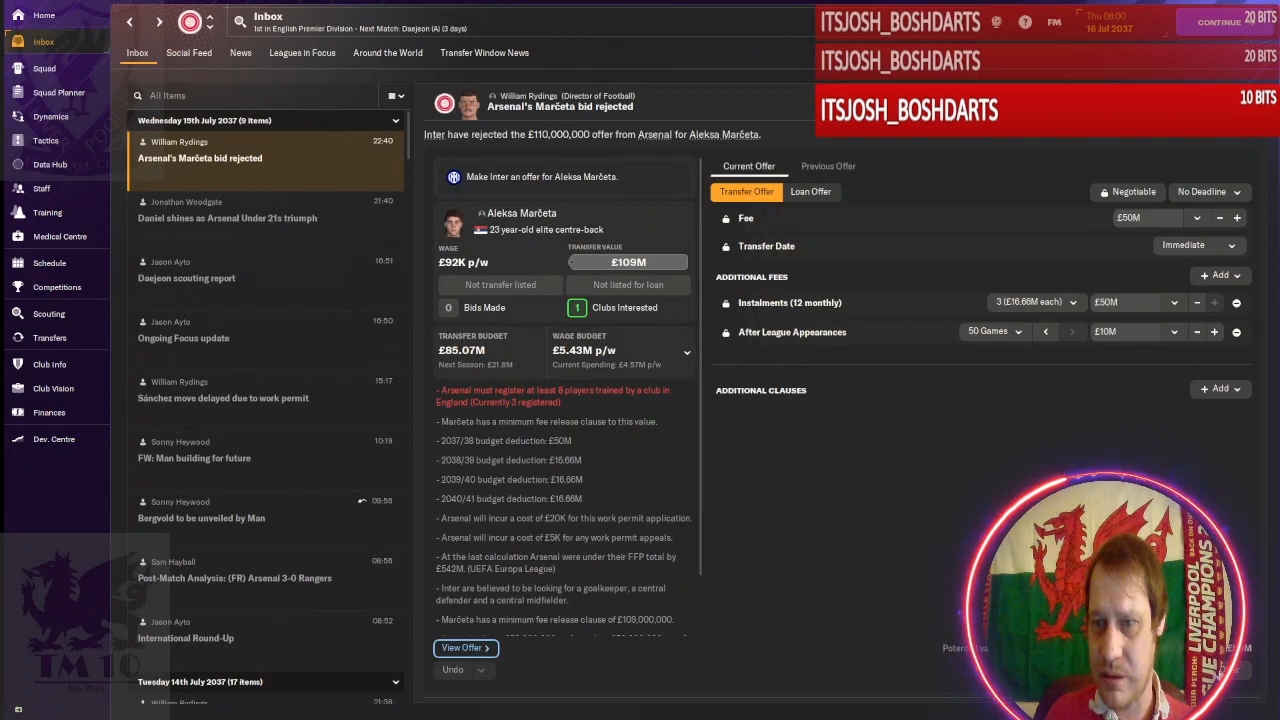 Home
Inbox
Squad
Squad Planner
Dynamics
Tactics
Data Hub
Staff
Training
Medical Centre
Schedule
Competitions
Scouting
Transfers
Club Info
Club Vision
Finances
Dev. Centre
TM 10
Inbox
1st in English Premier Division - Next Match: Daejeon (A) (3 days)
FM
Thu 08:00
16 Jul 2037
CONTINUE
ITSJOSH_BOSHDARTS
20 BITS
ITSJOSH_BOSHDARTS
20 BITS
ITSJOSH_BOSHDARTS
10 BITS
Inbox
Social Feed
News
Leagues in Focus
Around the World
Transfer Window News
All Items
Wednesday 15th July 2037 (9 Items)
William Rydings
22:40
Arsenal's Marčeta bid rejected
Jonathan Woodgate
21:40
Daniel shines as Arsenal Under 21s triumph
Jason Ayto
16:51
Daejeon scouting report
Jason Ayto
16:50
Ongoing Focus update
William Rydings
15:17
Sánchez move delayed due to work permit
Sonny Heywood
10:19
FW: Man building for future
Sonny Heywood
09:56
Bergvold to be unveiled by Man
Sam Hayball
08:56
Post-Match Analysis: (FR) Arsenal 3-0 Rangers
Jason Ayto
08:52
International Round-Up
Tuesday 14th July 2037 (17 items)
William Rydings
21:38
William Rydings (Director of Football)
Arsenal's Marčeta bid rejected
Inter have rejected the £110,000,000 offer from Arsenal for Aleksa Marčeta.
Make Inter an offer for Aleksa Marčeta.
Aleksa Marčeta
23 year-old elite centre-back
WAGE
£92K p/w
TRANSFER VALUE
£109M
Not transfer listed
Not listed for loan
0 Bids Made
1 Clubs Interested
TRANSFER BUDGET
£85.07M
Next Season: £21.8M
WAGE BUDGET
£5.43M p/w
Current Spending: £4.57M p/w
- Arsenal must register at least 8 players trained by a club in
England (Currently 3 registered)
- Marčeta has a minimum fee release clause to this value.
- 2037/38 budget deduction: £50M
- 2038/39 budget deduction: £16.66M
- 2039/40 budget deduction: £16.66M
- 2040/41 budget deduction: £16.66M
- Arsenal will incur a cost of £20K for this work permit application.
- Arsenal will incur a cost of £5K for any work permit appeals.
- At the last calculation Arsenal were under their FFP total by
£542M. (UEFA Europa League)
- Inter are believed to be looking for a goalkeeper, a central
defender and a central midfielder.
- Marčeta has a minimum fee release clause of £109,000,000.
View Offer
Undo
Current Offer
Previous Offer
Transfer Offer
Loan Offer
Negotiable
No Deadline
Fee
£50M
Transfer Date
Immediate
ADDITIONAL FEES
Add
Instalments (12 monthly)
3 (£16.66M each)
£50M
After League Appearances
50 Games
£10M
ADDITIONAL CLAUSES
Add
LIVERPOOL